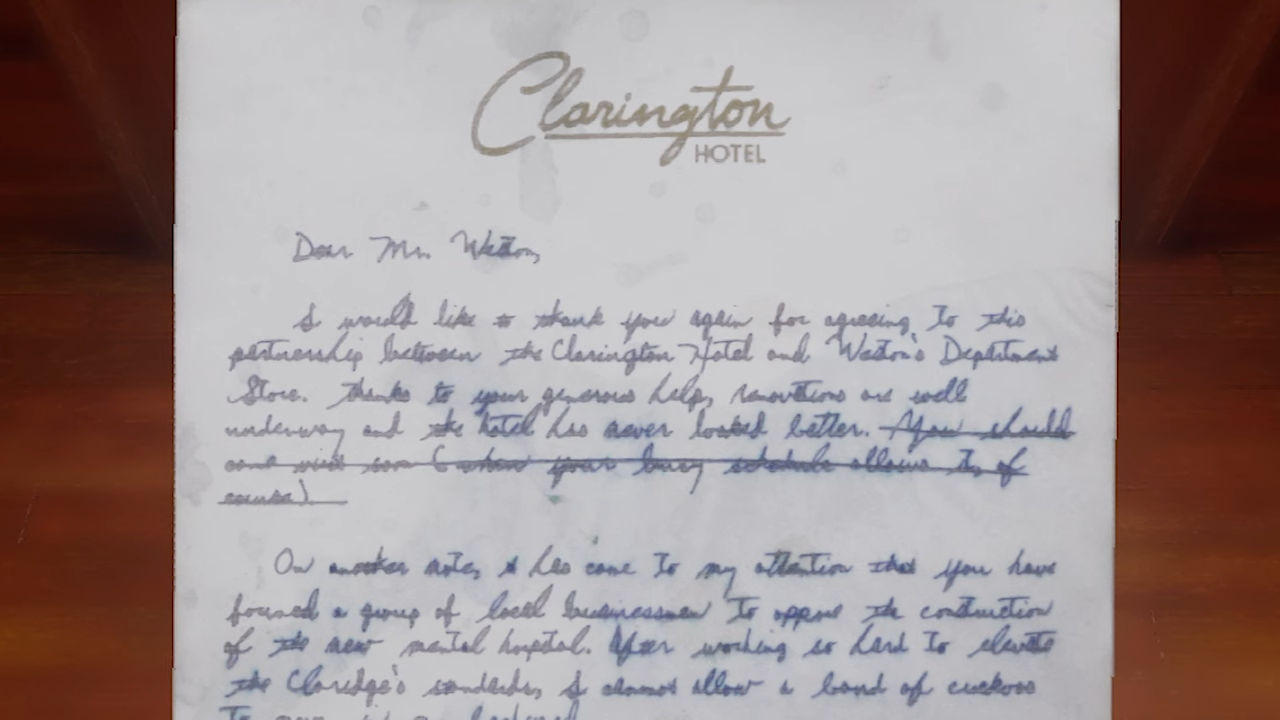 Clarington
HOTEL
Dear Mr. Weston,
I would like to thank you again for agreeing to this
partnership between the Clarington Hotel and Weston's Department
Store. Thanks to your generous help, renovations are well
underway and the hotel has never looked better. You should
come visit soon (when your busy schedule allows it, of
course)
On another note, it has come to my attention that you have
formed a group of local businessmen to oppose the construction
of the new mental hospital. After working so hard to elevate
the Claridge's standards, I cannot allow a band of cuckoos
to